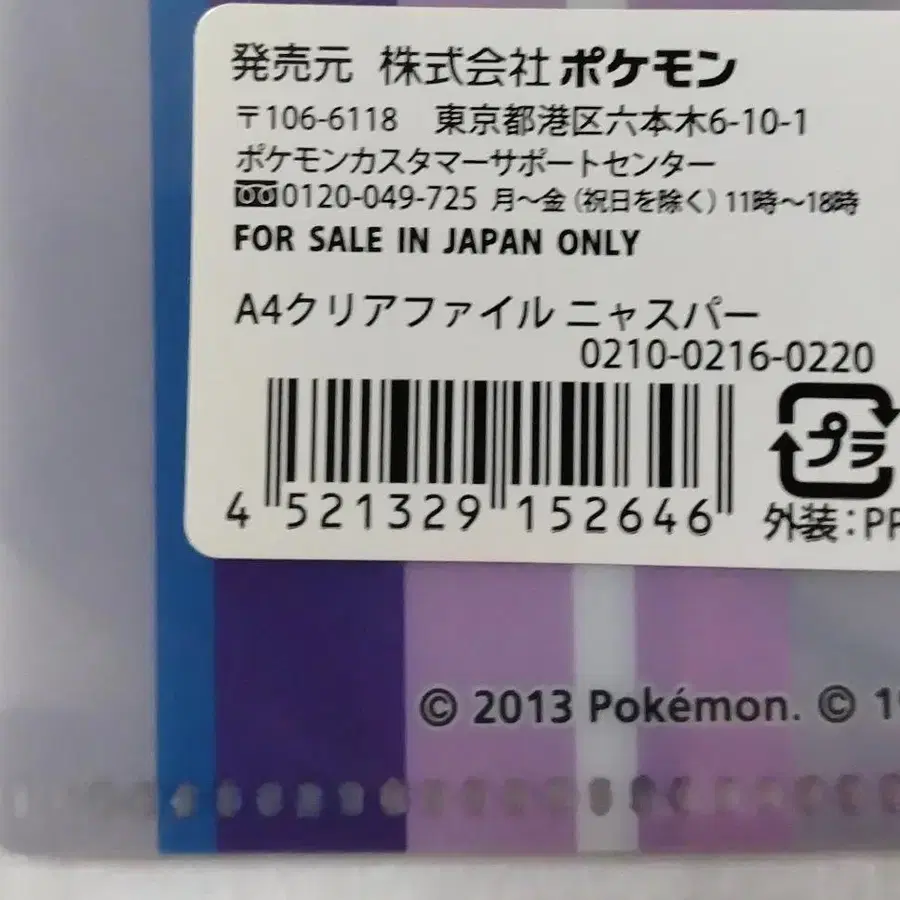 発売元 株式会社ポケモン
〒106-6118 東京都港区六本木6-10-1
ポケモンカスタマーサポートセンター
0120-049-725 月～金（祝日を除く）11時～18時
FOR SALE IN JAPAN ONLY
A4クリアファイル ニャスパー
0210-0216-0220
プラ
4 521329 152646
外装：PP
© 2013 Pokémon. © 19